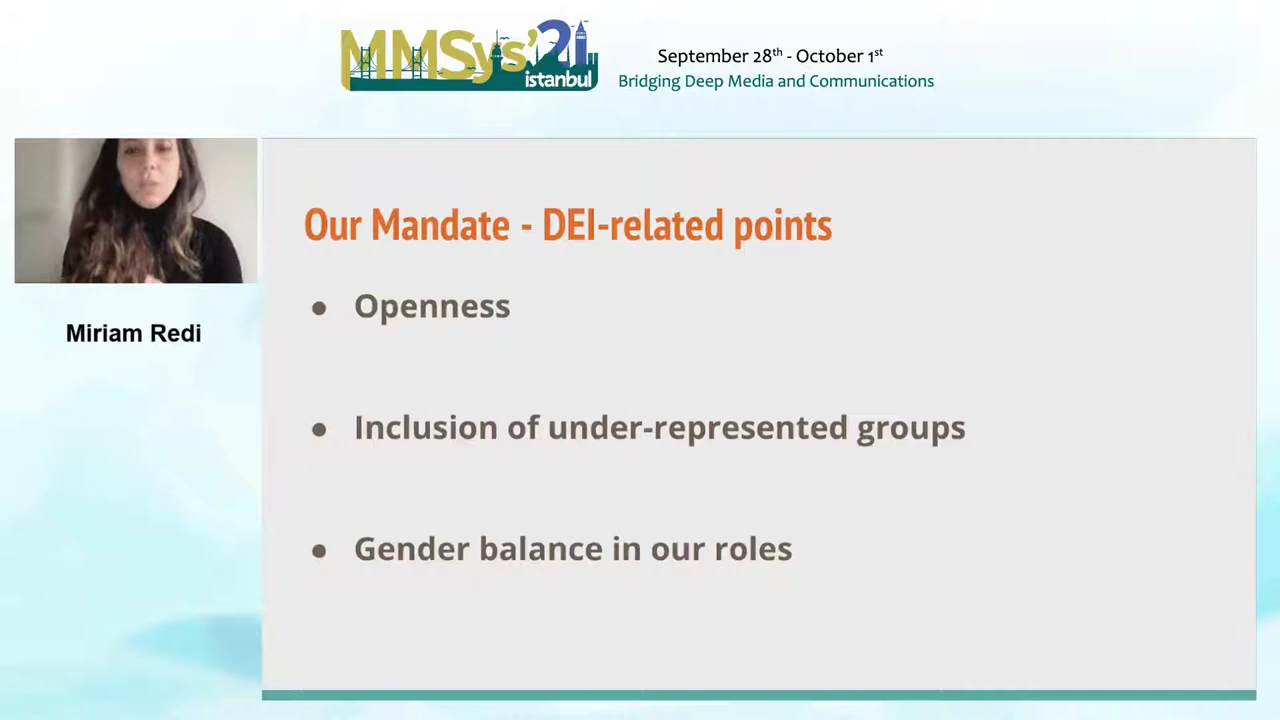 MMSys'21
istanbul
September 28th - October 1st
Bridging Deep Media and Communications
Miriam Redi
Our Mandate - DEI-related points
● Openness
● Inclusion of under-represented groups
● Gender balance in our roles